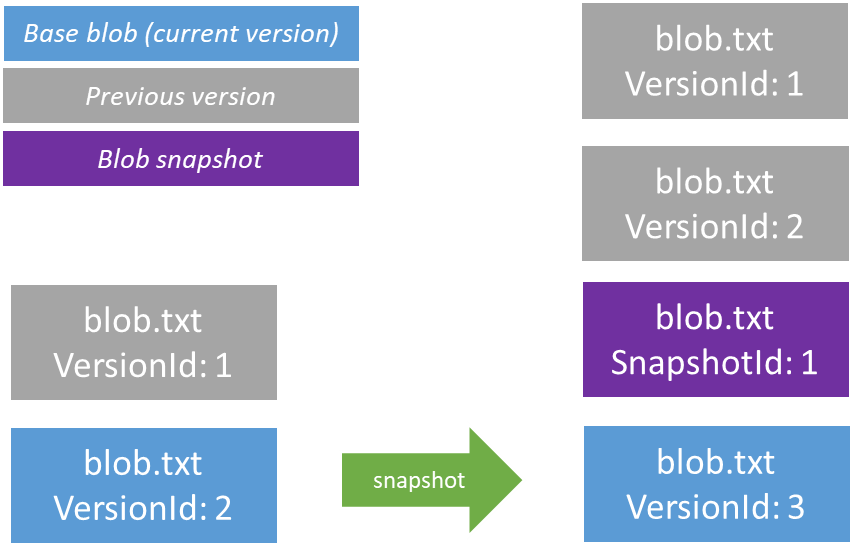 Base blob (current version)
Previous version
Blob snapshot
blob.txt
VersionId: 1
blob.txt
VersionId: 2
snapshot
blob.txt
VersionId: 1
blob.txt
VersionId: 2
blob.txt
SnapshotId: 1
blob.txt
VersionId: 3